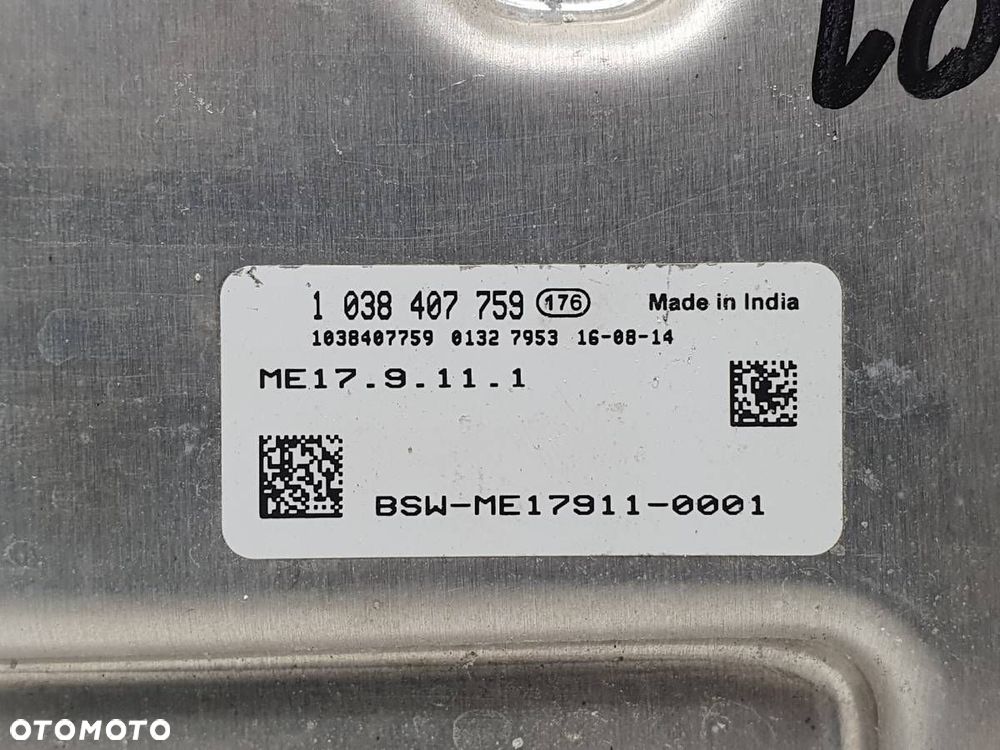 1 038 407 759 176 Made in India
1038407759 0132 7953 16-08-14
ME17.9.11.1
BSW-ME17911-0001
OTOMOTO